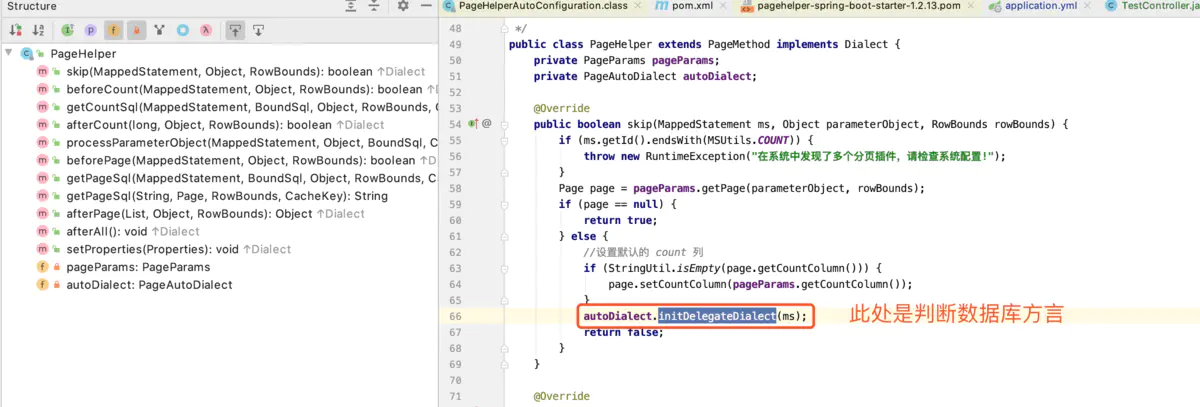 Structure
PageHelper
skip(MappedStatement, Object, RowBounds): boolean ↑Dialect
beforeCount(MappedStatement, Object, RowBounds): boolean ↑
getCountSql(MappedStatement, BoundSql, Object, RowBounds, C
afterCount(long, Object, RowBounds): boolean ↑Dialect
processParameterObject(MappedStatement, Object, BoundSql, C
beforePage(MappedStatement, Object, RowBounds): boolean ↑D
getPageSql(MappedStatement, BoundSql, Object, RowBounds, Ca
getPageSql(String, Page, RowBounds, CacheKey): String
afterPage(List, Object, RowBounds): Object ↑Dialect
afterAll(): void ↑Dialect
setProperties(Properties): void ↑Dialect
pageParams: PageParams
autoDialect: PageAutoDialect
PageHelperAutoConfiguration.class
pom.xml
pagehelper-spring-boot-starter-1.2.13.pom
application.yml
TestController.ja
48 */
49 public class PageHelper extends PageMethod implements Dialect {
50 private PageParams pageParams;
51 private PageAutoDialect autoDialect;
52
53 @Override
54 public boolean skip(MappedStatement ms, Object parameterObject, RowBounds rowBounds) {
55 if (ms.getId().endsWith(MSUtils.COUNT)) {
56 throw new RuntimeException("在系统中发现了多个分页插件，请检查系统配置!");
57 }
58 Page page = pageParams.getPage(parameterObject, rowBounds);
59 if (page == null) {
60 return true;
61 } else {
62 //设置默认的 count 列
63 if (StringUtil.isEmpty(page.getCountColumn())) {
64 page.setCountColumn(pageParams.getCountColumn());
65 }
66 autoDialect.initDelegateDialect(ms); 此处是判断数据库方言
67 return false;
68 }
69 }
70
71 @Override